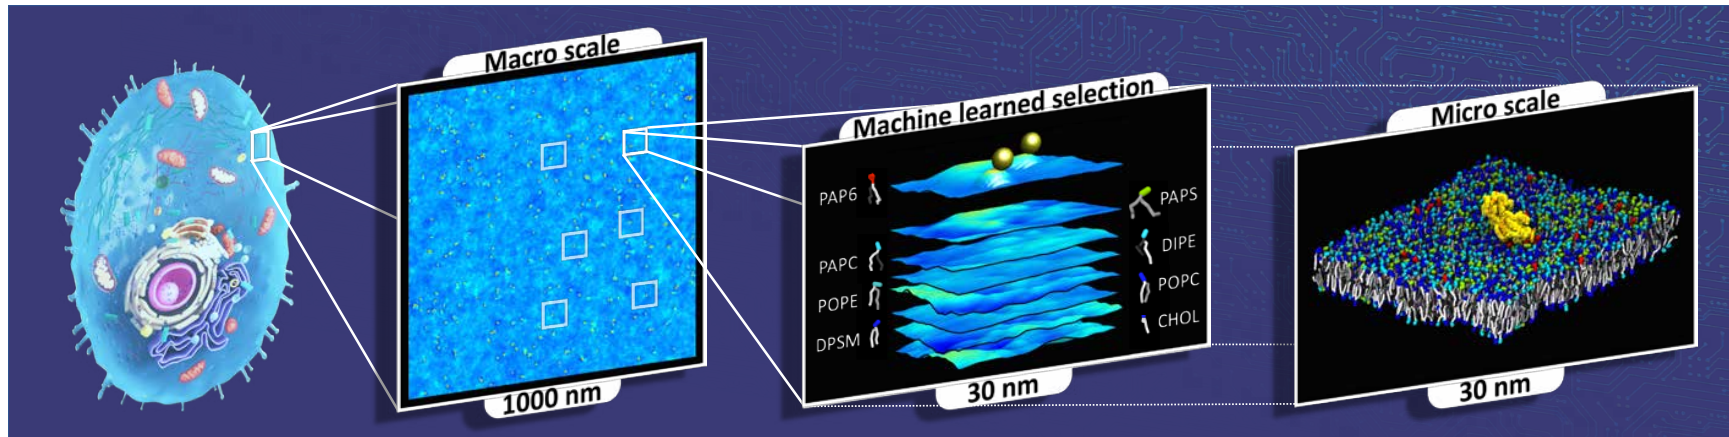 Macro scale
1000 nm
Machine learned selection
PAP6
PAPC
POPE
DPSM
PAPS
DIPE
POPC
CHOL
30 nm
Micro scale
30 nm